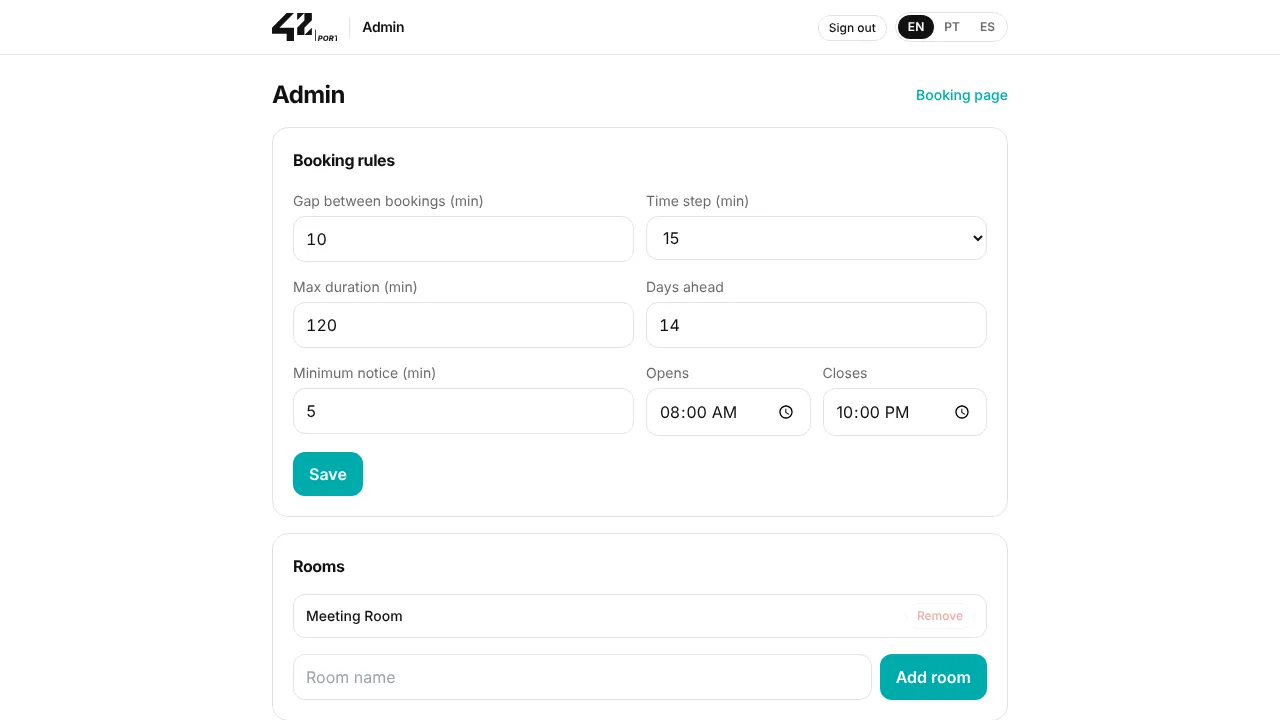 42 PORTO
Admin
Sign out
EN PT ES
Admin
Booking page
Booking rules
Gap between bookings (min)
Time step (min)
10
15
Max duration (min)
Days ahead
120
14
Minimum notice (min)
Opens
Closes
5
08:00 AM
10:00 PM
Save
Rooms
Meeting Room
Remove
Room name
Add room